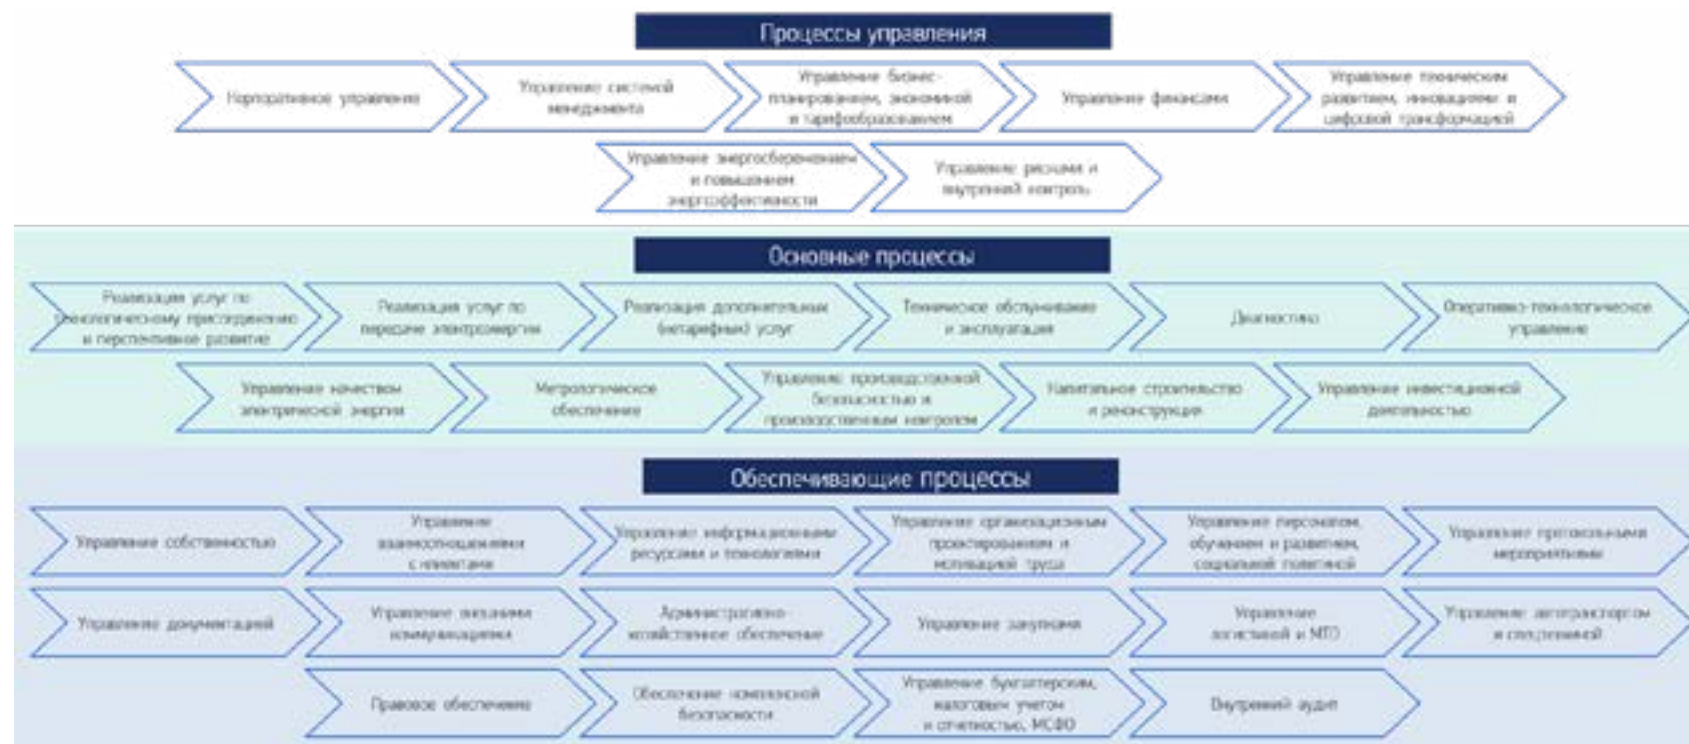 Процессы управления
Корпоративное управление
Управление системой
менеджмента
Управление бизнес-
планированием, экономикой
и тарифообразованием
Управление финансами
Управление техническим
развитием, инновациями и
цифровой трансформацией
Управление энергосбережением
и повышением
энергоэффективности
Управление рисками и
внутренний контроль
Основные процессы
Реализация услуг по
технологическому присоединению
и перспективное развитие
Реализация услуг по
передаче электроэнергии
Реализация дополнительных
(нетарифных) услуг
Техническое обслуживание
и эксплуатация
Диагностика
Оперативно-технологическое
управление
Управление качеством
электрической энергии
Метрологическое
обеспечение
Управление производственной
безопасностью и
производственным контролем
Капитальное строительство
и реконструкция
Управление инвестиционной
деятельностью
Обеспечивающие процессы
Управление собственностью
Управление
взаимоотношениями
с клиентами
Управление информационными
ресурсами и технологиями
Управление организационным
проектированием и
мотивацией труда
Управление персоналом,
обучением и развитием,
социальной политикой
Управление протокольными
мероприятиями
Управление документацией
Управление внешними
коммуникациями
Административно-
хозяйственное обеспечение
Управление закупками
Управление
логистикой и МТО
Управление автотранспортом
и спецтехникой
Правовое обеспечение
Обеспечение комплексной
безопасности
Управление бухгалтерским,
налоговым учетом
и отчетностью, МСФО
Внутренний аудит